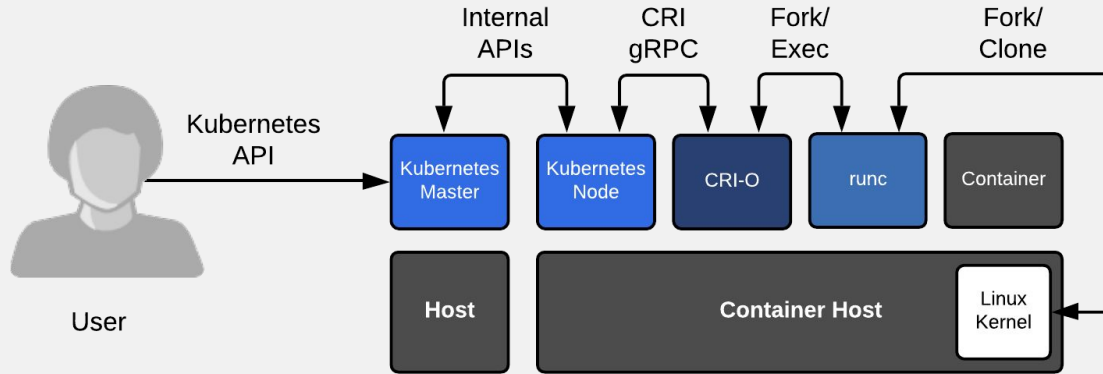 Internal
APIs
CRI
gRPC
Fork/
Exec
Fork/
Clone
Kubernetes
API
Kubernetes
Master
Kubernetes
Node
CRI-O
runc
Container
User
Host
Container Host
Linux
Kernel